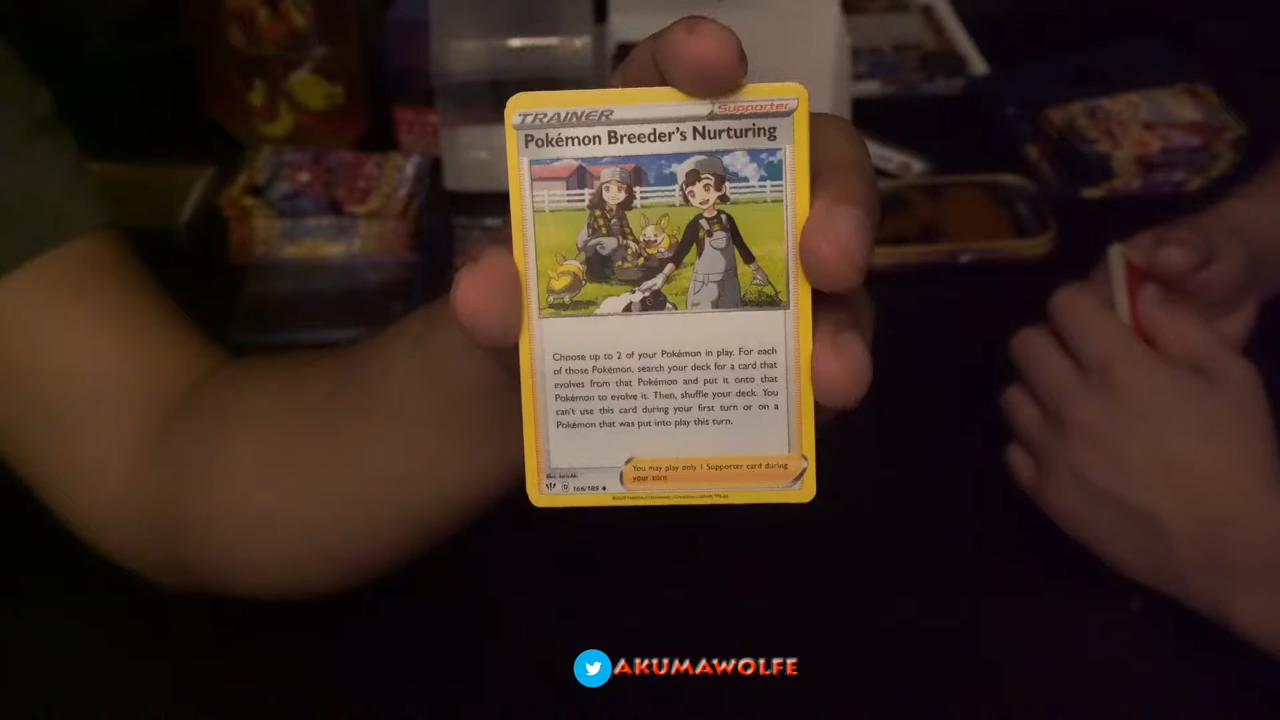 TRAINER
Supporter
Pokémon Breeder's Nurturing
Choose up to 2 of your Pokémon in play. For each
of those Pokémon, search your deck for a card that
evolves from that Pokémon and put it onto that
Pokémon to evolve it. Then, shuffle your deck. You
can't use this card during your first turn or on a
Pokémon that was put into play this turn.
You may play only 1 Supporter card during
your turn.
D 166/189
AKUMAWOLFE